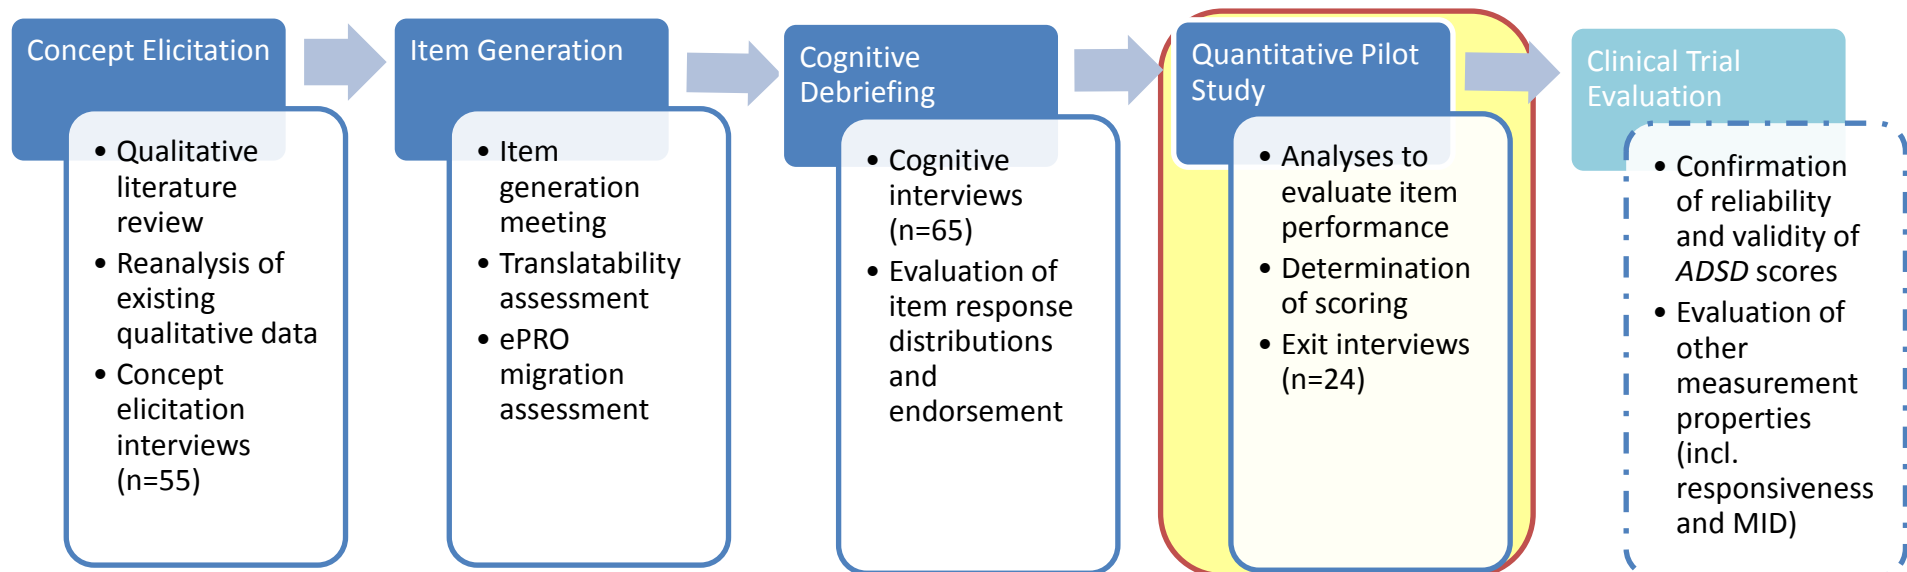 Concept Elicitation
• Qualitative
literature
review
• Reanalysis of
existing
qualitative data
• Concept
elicitation
interviews
(n=55)
Item Generation
• Item
generation
meeting
• Translatability
assessment
• ePRO
migration
assessment
Cognitive
Debriefing
• Cognitive
interviews
(n=65)
• Evaluation of
item response
distributions
and
endorsement
Quantitative Pilot
Study
• Analyses to
evaluate item
performance
• Determination
of scoring
• Exit interviews
(n=24)
Clinical Trial
Evaluation
• Confirmation
of reliability
and validity of
ADSD scores
• Evaluation of
other
measurement
properties
(incl.
responsiveness
and MID)